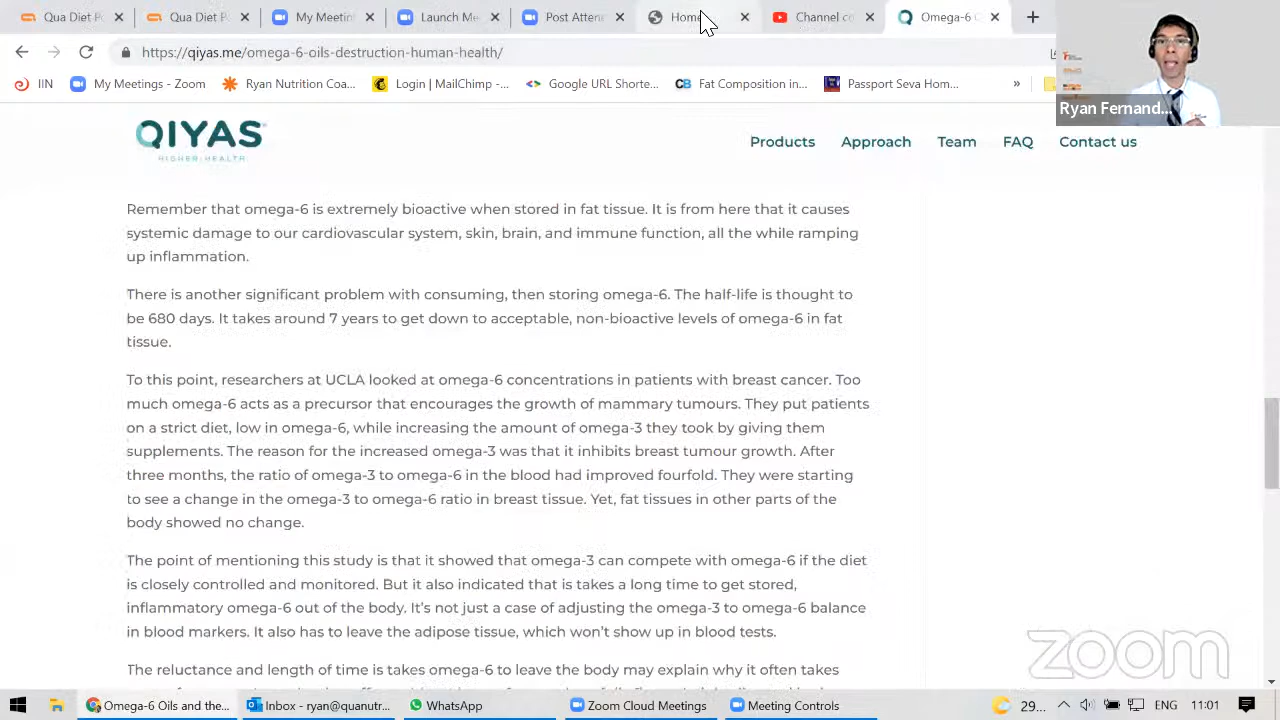 Omega-6 C
https://qiyas.me/omega-6-oils-destruction-human-health/
IIN
My Meetings - Zoom
Ryan Nutrition Coa...
Login | MailChimp -...
Google URL Shorte...
Fat Composition in...
Passport Seva Hom...
»
Ryan Fernand...
QIYAS
HIGHER HEALTH
Products
Approach
Team
FAQ
Contact us
Remember that omega-6 is extremely bioactive when stored in fat tissue. It is from here that it causes
systemic damage to our cardiovascular system, skin, brain, and immune function, all the while ramping
up inflammation.
There is another significant problem with consuming, then storing omega-6. The half-life is thought to
be 680 days. It takes around 7 years to get down to acceptable, non-bioactive levels of omega-6 in fat
tissue.
To this point, researchers at UCLA looked at omega-6 concentrations in patients with breast cancer. Too
much omega-6 acts as a precursor that encourages the growth of mammary tumours. They put patients
on a strict diet, low in omega-6, while increasing the amount of omega-3 they took by giving them
supplements. The reason for the increased omega-3 was that it inhibits breast tumour growth. After
three months, the ratio of omega-3 to omega-6 in the blood had improved fourfold. They were starting
to see a change in the omega-3 to omega-6 ratio in breast tissue. Yet, fat tissues in other parts of the
body showed no change.
The point of mentioning this study is that it showed that omega-3 can compete with omega-6 if the diet
is closely controlled and monitored. But it also indicated that is takes a long time to get stored,
inflammatory omega-6 out of the body. It's not just a case of adjusting the omega-3 to omega-6 balance
in blood markers. It also has to leave the adipose tissue, which won't show up in blood tests.
The reluctance and length of time is takes omega-6 to leave the body may explain why it often takes
zoom
Omega-6 Oils and the...
Inbox - ryan@quanutr...
WhatsApp
Zoom Cloud Meetings
Meeting Controls
29...
ENG
11:01